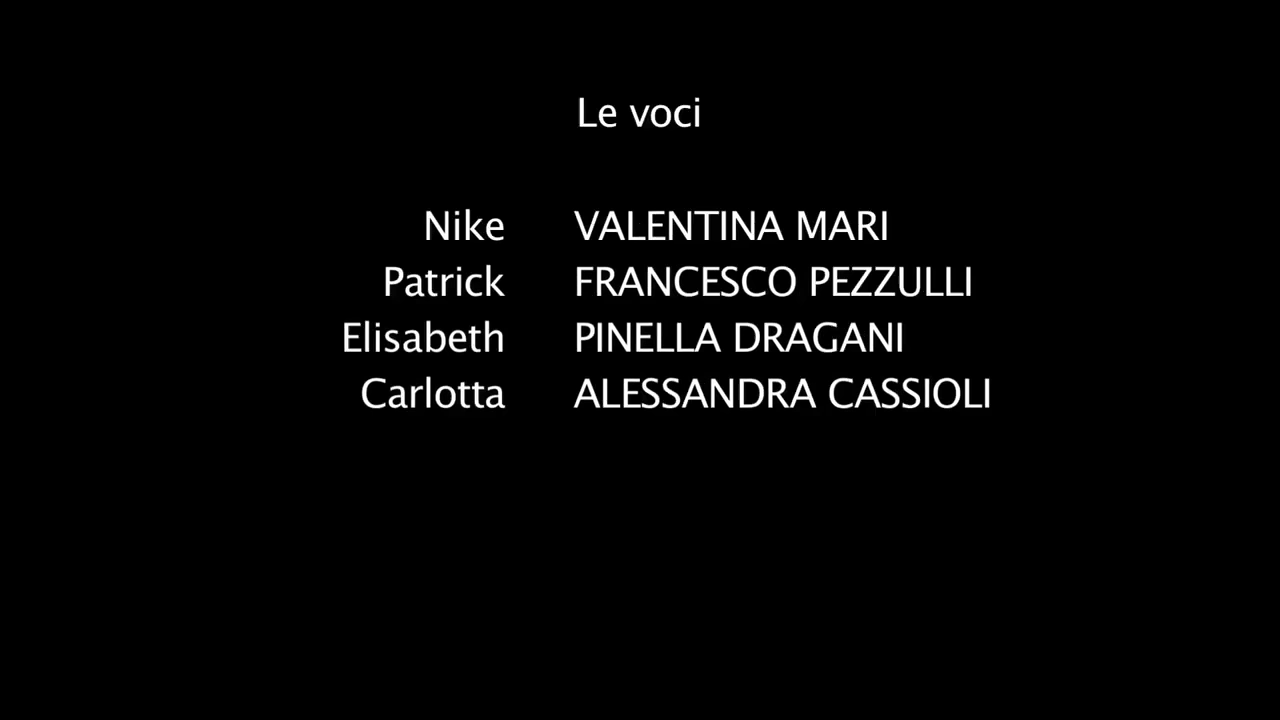 Le voci
Nike VALENTINA MARI
Patrick FRANCESCO PEZZULLI
Elisabeth PINELLA DRAGANI
Carlotta ALESSANDRA CASSIOLI